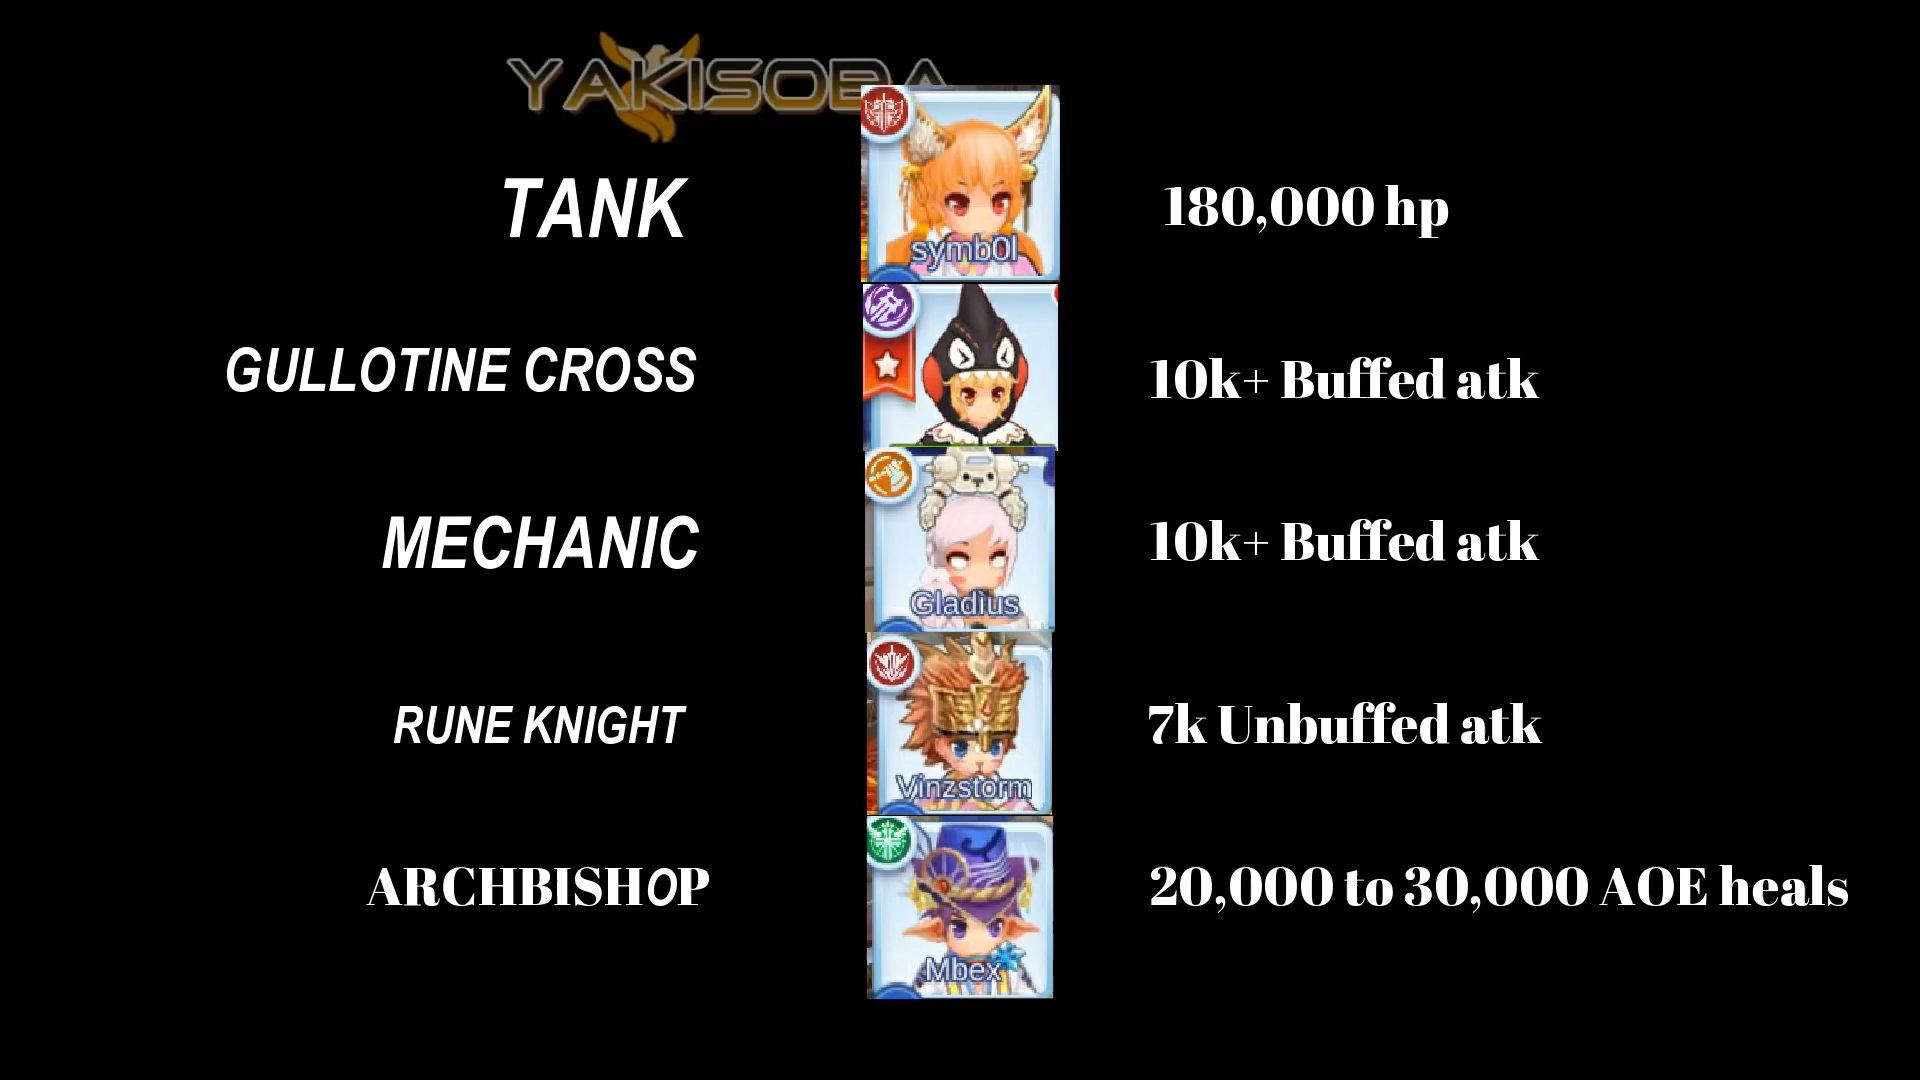 YAKISOBA
TANK
symb0l
180,000 hp
GULLOTINE CROSS
10k+ Buffed atk
MECHANIC
Gladius
10k+ Buffed atk
RUNE KNIGHT
Vinzstorm
7k Unbuffed atk
ARCHBISHOP
Mbex
20,000 to 30,000 AOE heals